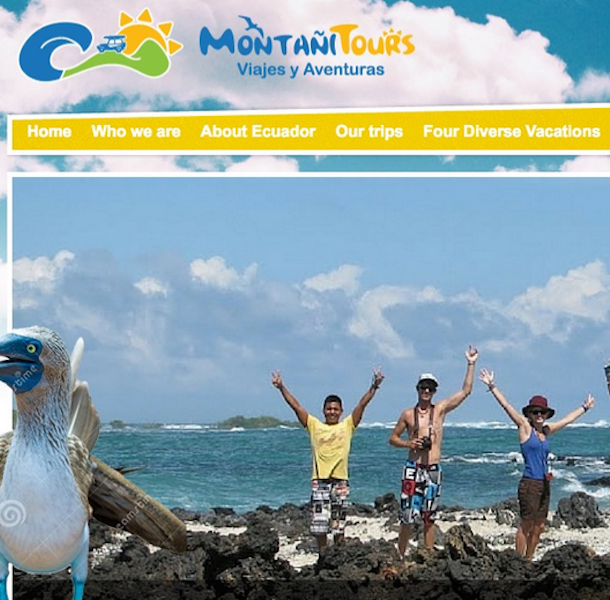 MONTAÑITOURS
Viajes y Aventuras
Home Who we are About Ecuador Our trips Four Diverse Vacations